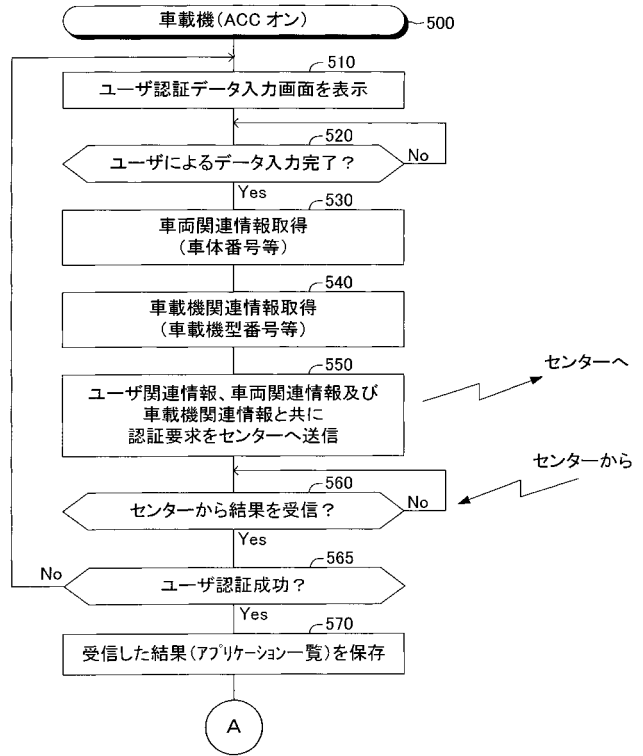 車載機(ACC オン)
500
510
ユーザ認証データ入力画面を表示
520
ユーザによるデータ入力完了？
No
Yes
530
車両関連情報取得
(車体番号等)
540
車載機関連情報取得
(車載機型番号等)
550
ユーザ関連情報、車両関連情報及び
車載機関連情報と共に
認証要求をセンターへ送信
センターへ
センターから
560
センターから結果を受信？
No
Yes
565
No
ユーザ認証成功？
Yes
570
受信した結果(アプリケーション一覧)を保存
A